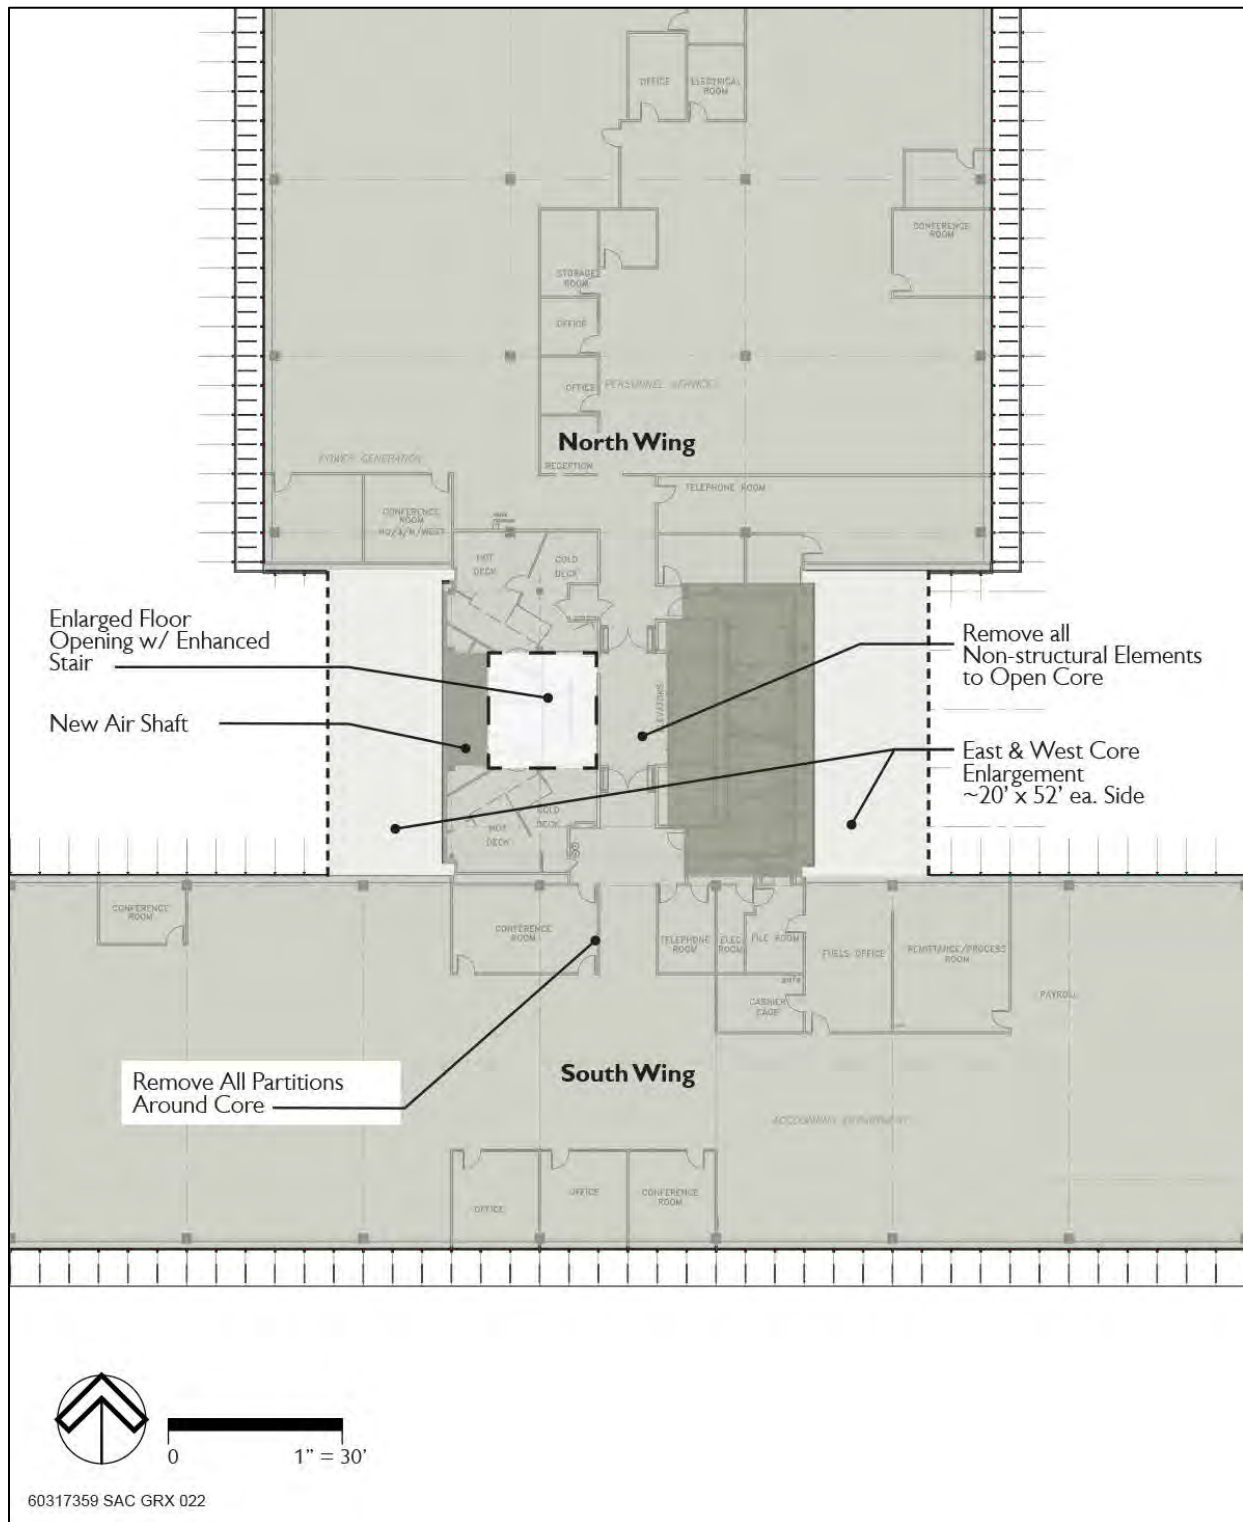 OFFICE
ELECTRICAL
ROOM
CONFERENCE
ROOM
STORAGE
ROOM
OFFICE
OFFICE
PERSONNEL SERVICES
North Wing
POWER GENERATION
RECEPTION
TELEPHONE ROOM
CONFERENCE
ROOM
HOT
DECK
COLD
DECK
Enlarged Floor
Opening w/ Enhanced
Stair
Remove all
Non-structural Elements
to Open Core
New Air Shaft
East & West Core
Enlargement
~20' x 52' ea. Side
COLD
DECK
HOT
DECK
CONFERENCE
ROOM
CONFERENCE
ROOM
TELEPHONE
ROOM
ELEC.
ROOM
FILE ROOM
FUELS OFFICE
REMITTANCE/PROCESS
ROOM
PAYROLL
CASHIER
CAGE
South Wing
Remove All Partitions
Around Core
ACCOUNTING DEPARTMENT
OFFICE
OFFICE
CONFERENCE
ROOM
0
1" = 30'
60317359 SAC GRX 022